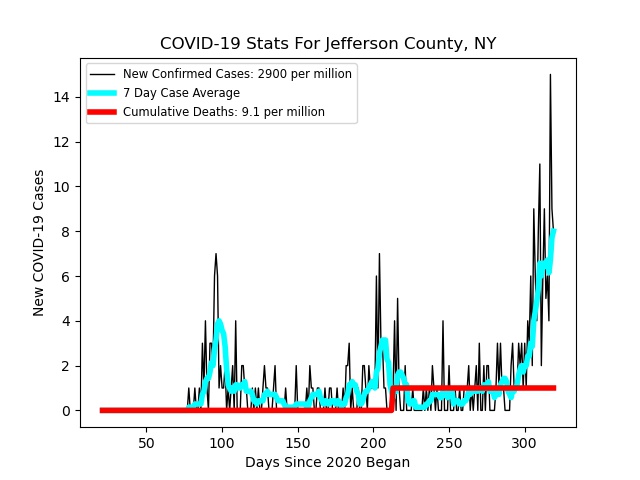 COVID-19 Stats For Jefferson County, NY
New Confirmed Cases: 2900 per million
7 Day Case Average
Cumulative Deaths: 9.1 per million
New COVID-19 Cases
14
12
10
8
6
4
2
0
50 100 150 200 250 300
Days Since 2020 Began